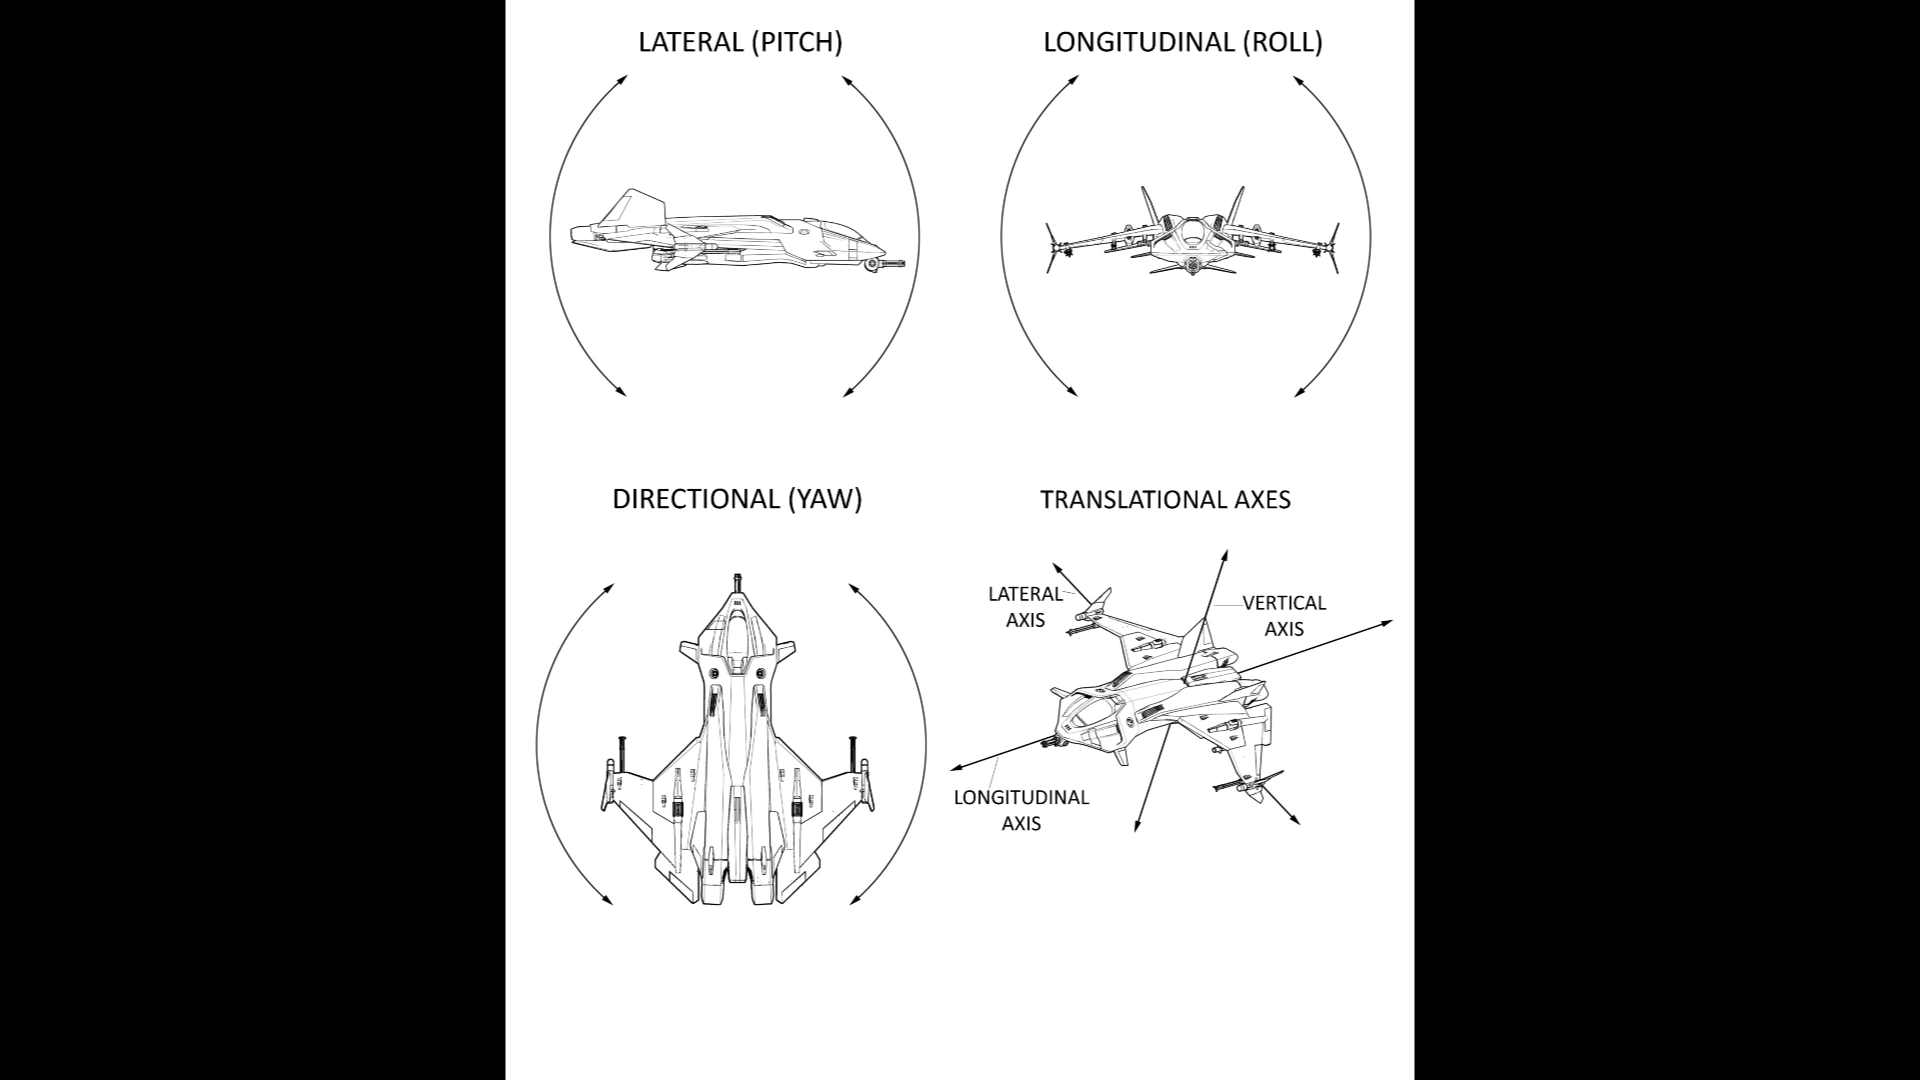 LATERAL (PITCH)
LONGITUDINAL (ROLL)
DIRECTIONAL (YAW)
TRANSLATIONAL AXES
LATERAL
AXIS
VERTICAL
AXIS
LONGITUDINAL
AXIS